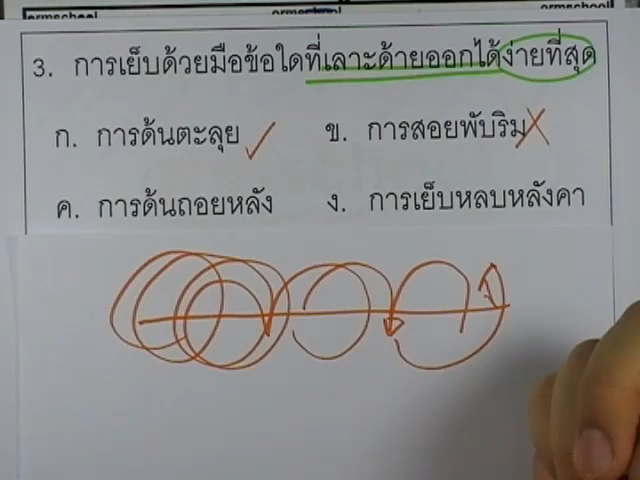 ormschool ormschool ormschool
3. การเย็บด้วยมือข้อใดที่เลาะด้ายออกได้ง่ายที่สุด
ก. การด้นตะลุย ข. การสอยพับริม
ค. การด้นถอยหลัง ง. การเย็บหลบหลังคา